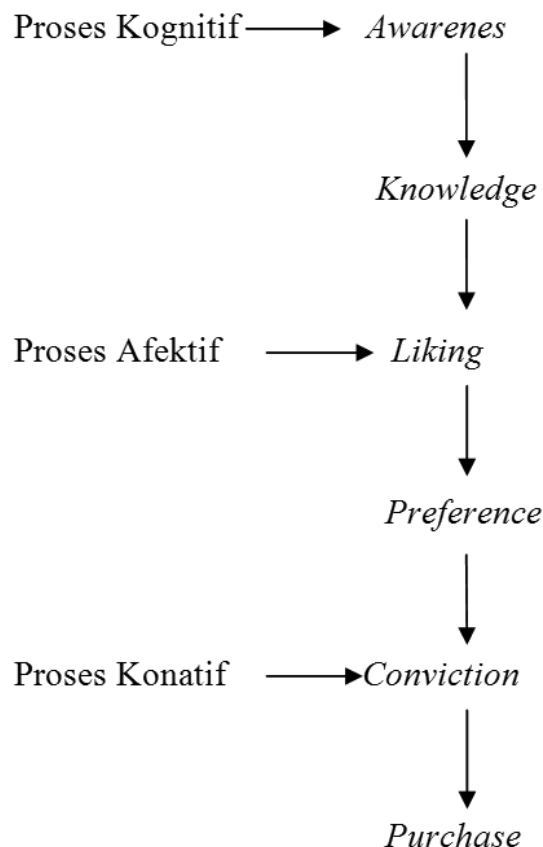 Proses Kognitif Awarenes
Knowledge
Proses Afektif Liking
Preference
Proses Konatif Conviction
Purchase